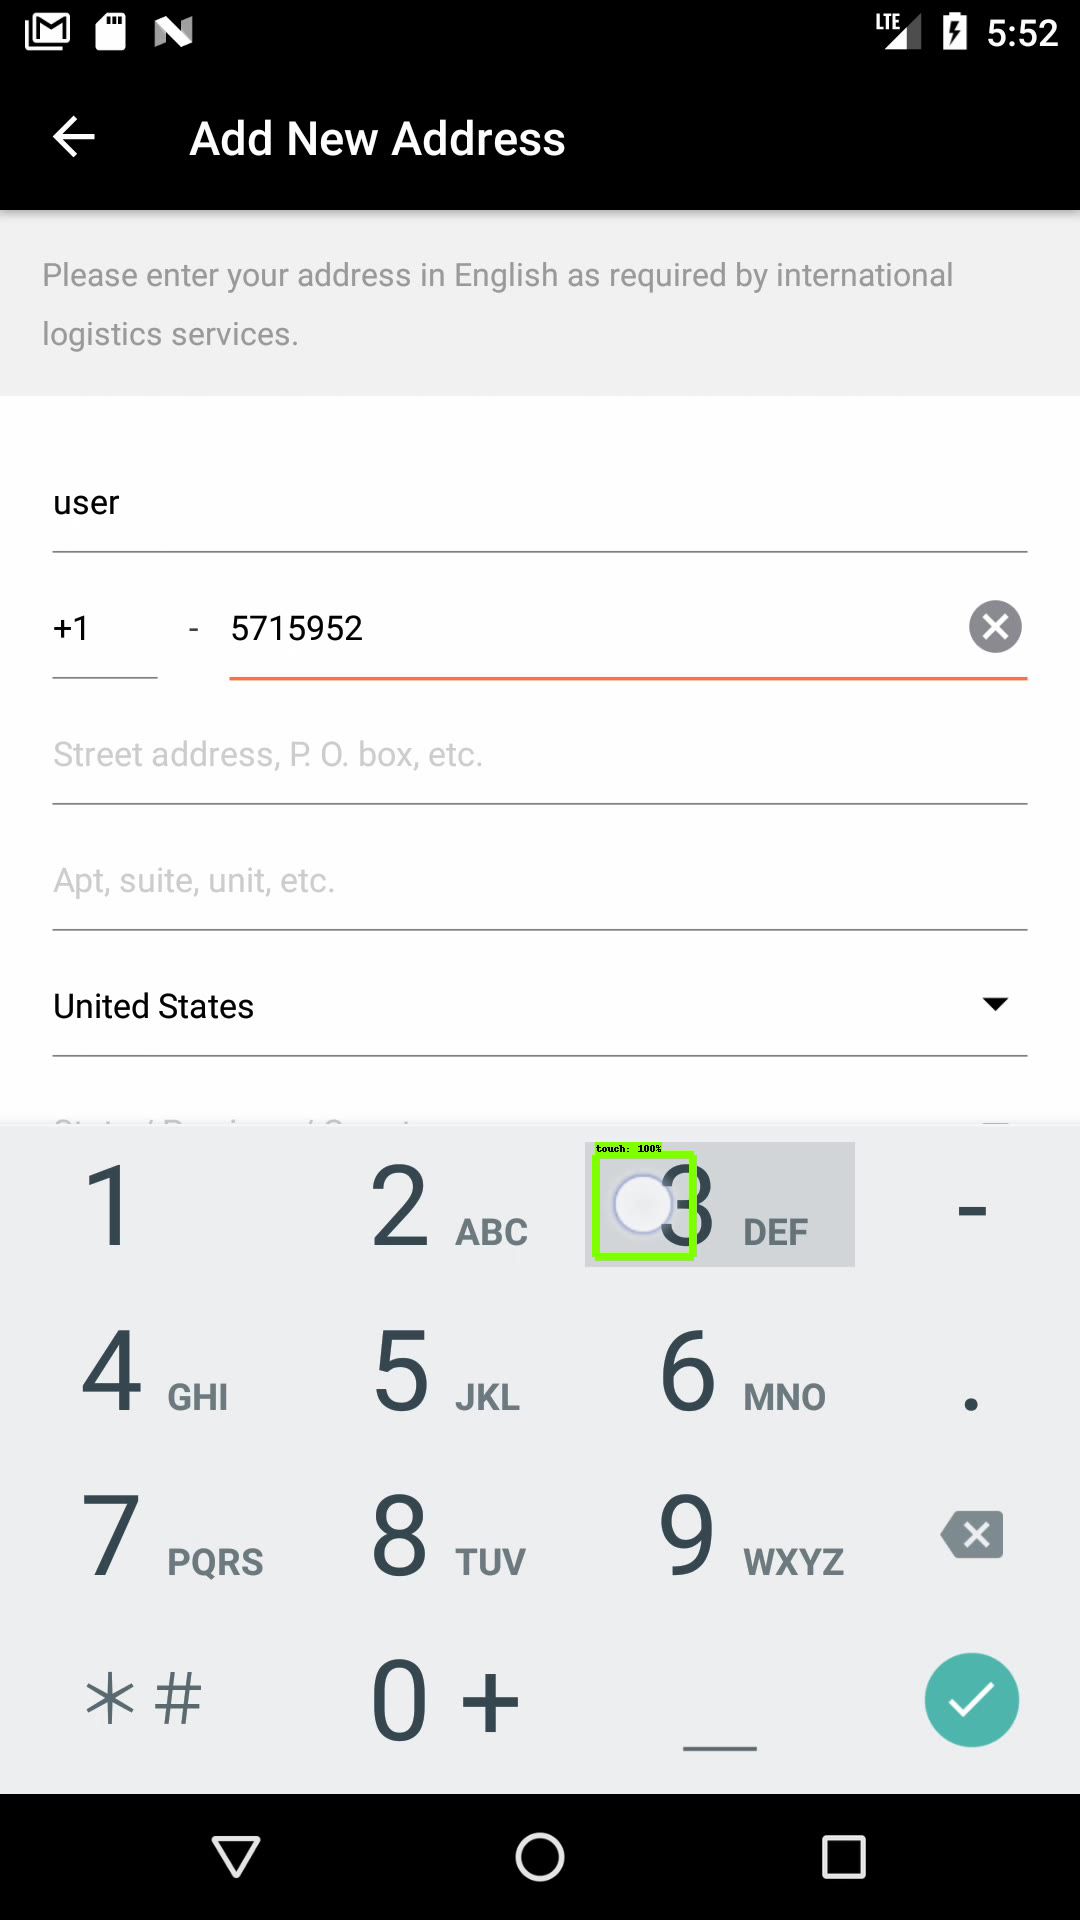 LTE 5:52
Add New Address
Please enter your address in English as required by international
logistics services.
user
+1 - 5715952
Street address, P. O. box, etc.
Apt, suite, unit, etc.
United States
touch: 100%
1 2 ABC 3 DEF -
4 GHI 5 JKL 6 MNO .
7 PQRS 8 TUV 9 WXYZ
*# 0 + _